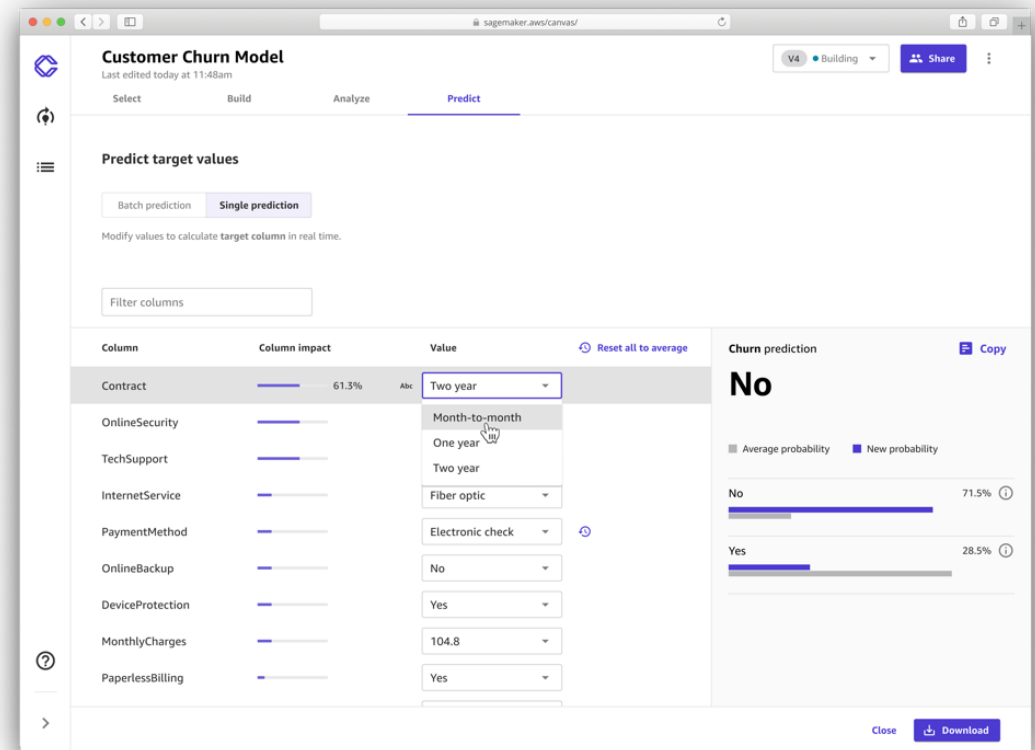 sagemaker.aws/canvas/
Customer Churn Model
Last edited today at 11:48am
V4 Building
Share
Select Build Analyze Predict
Predict target values
Batch prediction Single prediction
Modify values to calculate target column in real time.
Filter columns
Column Column impact Value Reset all to average
Contract 61.3% Abc Two year
Month-to-month
One year
Two year
OnlineSecurity
TechSupport
InternetService Fiber optic
PaymentMethod Electronic check
OnlineBackup No
DeviceProtection Yes
MonthlyCharges 104.8
PaperlessBilling Yes
Churn prediction Copy
No
Average probability New probability
No 71.5%
Yes 28.5%
Close Download